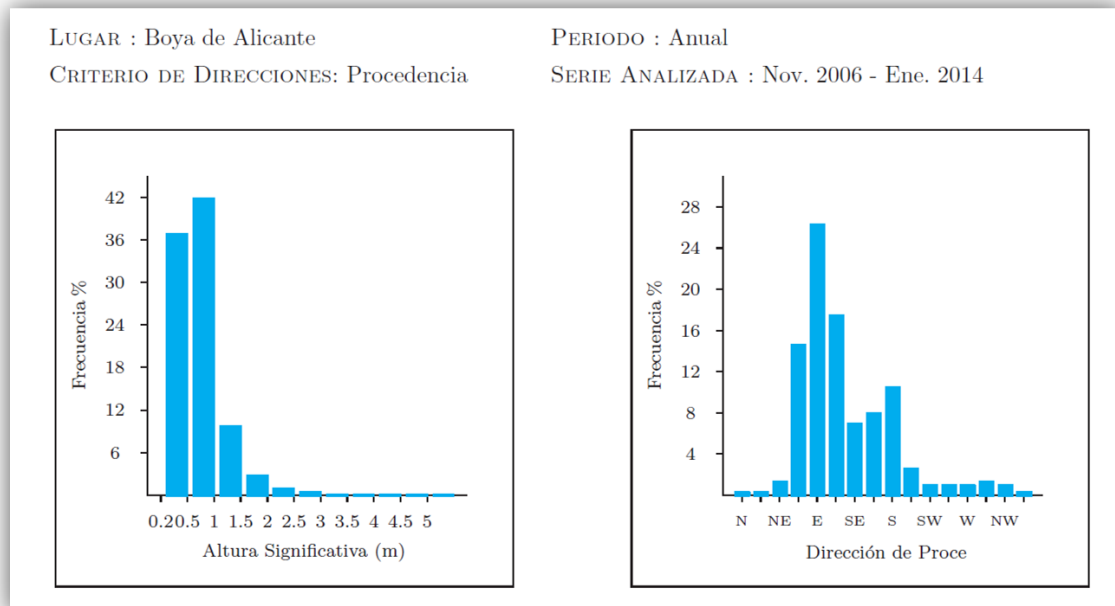 LUGAR : Boya de Alicante
PERIODO : Anual
CRITERIO DE DIRECCIONES: Procedencia
SERIE ANALIZADA : Nov. 2006 - Ene. 2014
Frecuencia %
42
36
30
24
18
12
6
0.20.5 1 1.5 2 2.5 3 3.5 4 4.5 5
Altura Significativa (m)
Frecuencia %
28
24
20
16
12
8
4
N NE E SE S SW W NW
Dirección de Proce